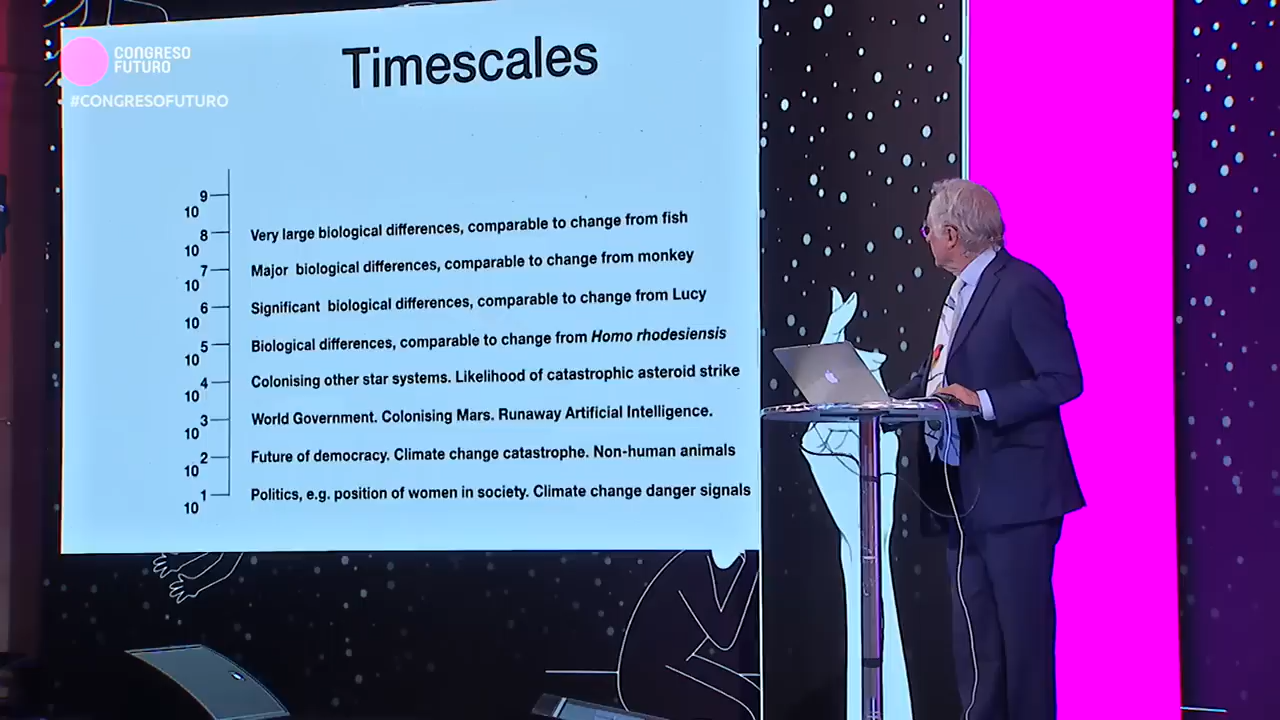 CONGRESO
FUTURO
#CONGRESOFUTURO
Timescales
10 9
10 8 Very large biological differences, comparable to change from fish
10 7 Major biological differences, comparable to change from monkey
10 6 Significant biological differences, comparable to change from Lucy
10 5 Biological differences, comparable to change from Homo rhodesiensis
10 4 Colonising other star systems. Likelihood of catastrophic asteroid strike
10 3 World Government. Colonising Mars. Runaway Artificial Intelligence.
10 2 Future of democracy. Climate change catastrophe. Non-human animals
10 1 Politics, e.g. position of women in society. Climate change danger signals